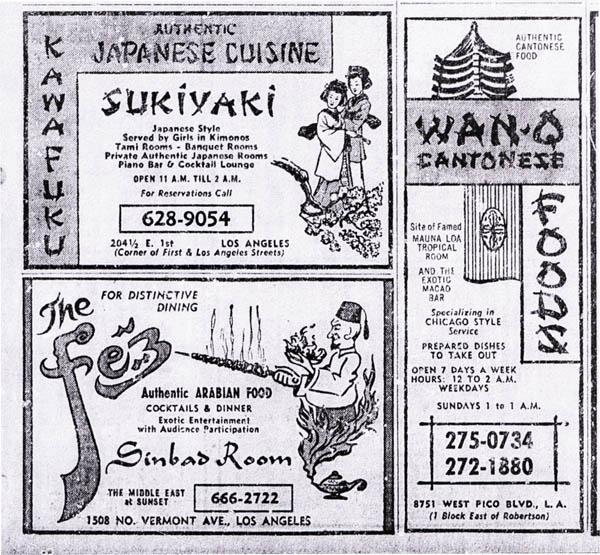 KAWAFUKU
AUTHENTIC
JAPANESE CUISINE
SUKIYAKI
Japanese Style
Served by Girls in Kimonos
Tami Rooms - Banquet Rooms
Private Authentic Japanese Rooms
Piano Bar & Cocktail Lounge
OPEN 11 A.M. TILL 2 A.M.
For Reservations Call
628-9054
204½ E. 1st LOS ANGELES
(Corner of First & Los Angeles Streets)
The Fez
FOR DISTINCTIVE
DINING
Authentic ARABIAN FOOD
COCKTAILS & DINNER
Exotic Entertainment
with Audience Participation
Sinbad Room
THE MIDDLE EAST
at SUNSET
666-2722
1508 NO. VERMONT AVE., LOS ANGELES
AUTHENTIC
CANTONESE
FOOD
WAN-Q
CANTONESE
FOODS
Site of Famed
MAUNA LOA
TROPICAL
ROOM
AND THE
EXOTIC
MACAO
BAR
Specializing in
CHICAGO STYLE
Service
PREPARED DISHES
TO TAKE OUT
OPEN 7 DAYS A WEEK
HOURS: 12 TO 2 A.M.
WEEKDAYS
SUNDAYS 1 to 1 A.M.
275-0734
272-1880
8751 WEST PICO BLVD., L. A.
(1 Block East of Robertson)